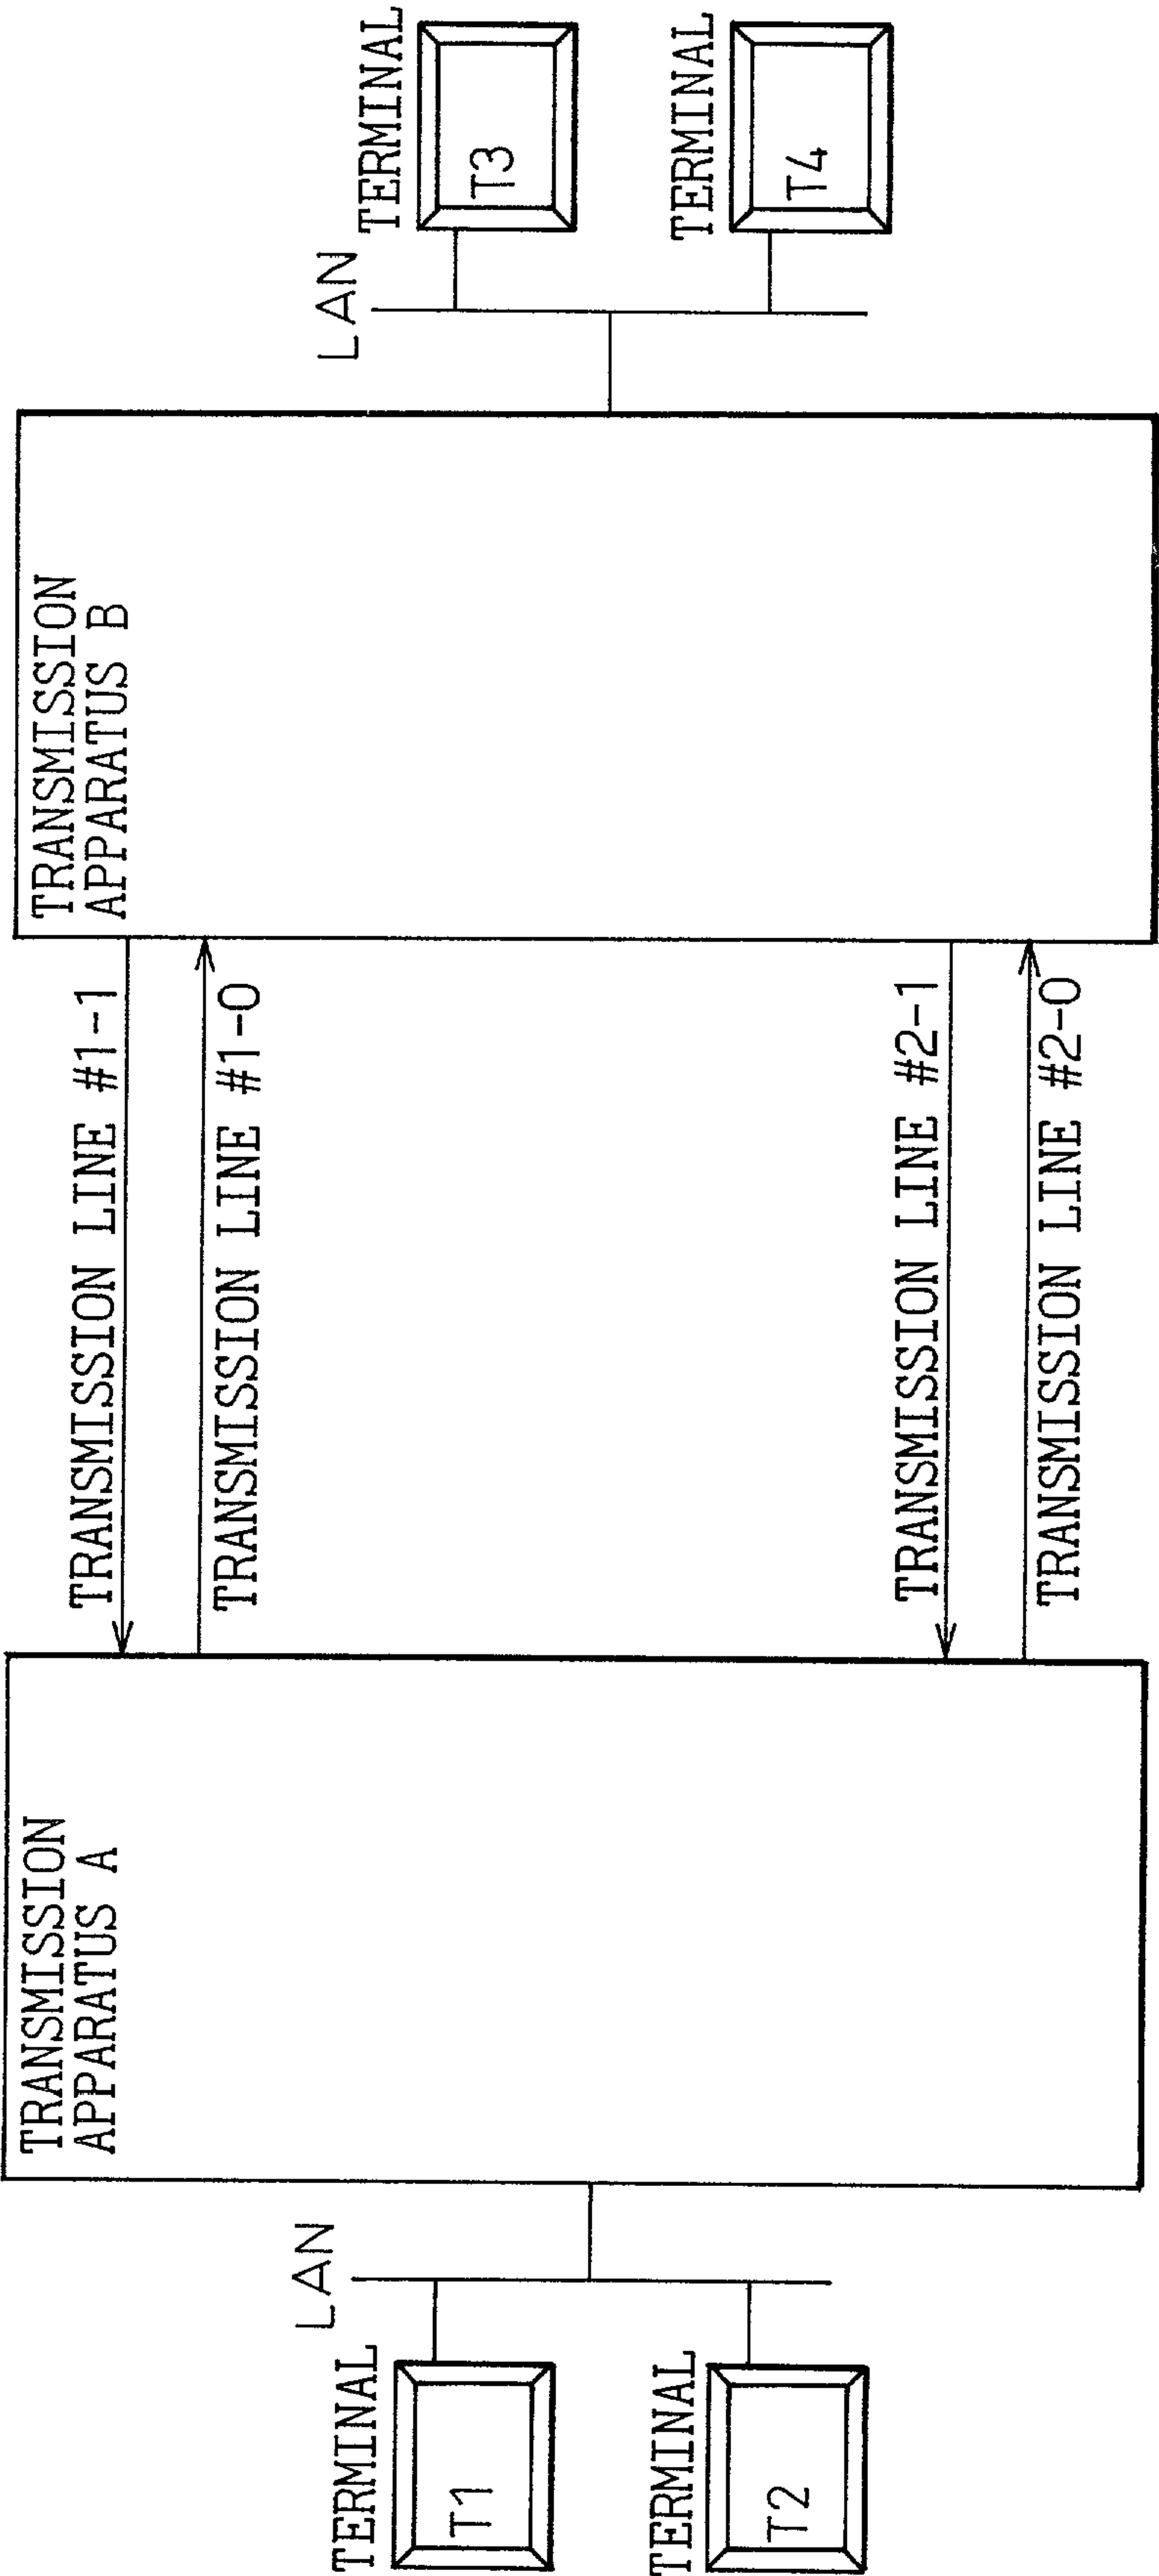 TERMINAL
T1
TERMINAL
T2
LAN
TRANSMISSION
APPARATUS A
TRANSMISSION LINE #1-1
TRANSMISSION LINE #1-0
TRANSMISSION LINE #2-1
TRANSMISSION LINE #2-0
TRANSMISSION
APPARATUS B
LAN
TERMINAL
T3
TERMINAL
T4